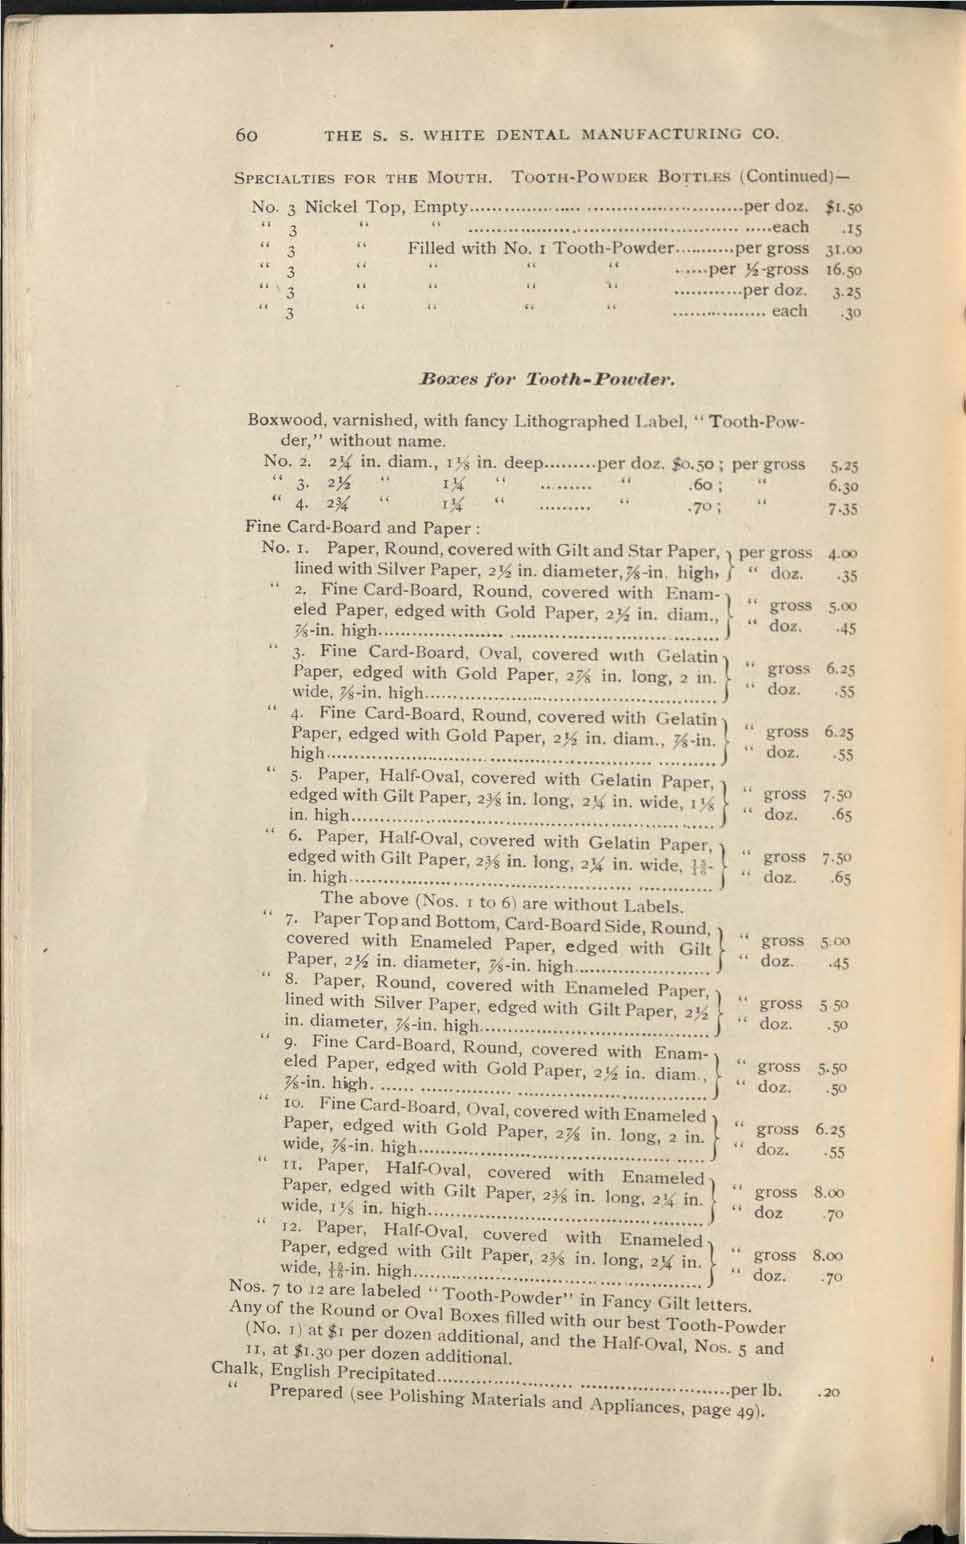 60 THE S. S. WHITE DENTAL MANUFACTURING CO.
SPECIALTIES FOR THE MOUTH. TOOTH-POWDER BOTTLES (Continued)—
No. 3 Nickel Top, Empty....................per doz. $1.50
“ 3 “ “ ....................each .15
“ 3 “ Filled with No. 1 Tooth-Powder............per gross 31.00
“ 3 “ “ “ “ ......per ½-gross 16.50
“ 3 “ “ “ “ ............per doz. 3.25
“ 3 “ “ “ “ ................ each .30
Boxes for Tooth-Powder.
Boxwood, varnished, with fancy Lithographed Label, “Tooth-Pow-
der,” without name.
No. 2. 2¼ in. diam., 1⅛ in. deep.........per doz. $0.50 ; per gross 5.25
“ 3. 2½ “ 1¼ “ ......... “ .60 ; “ 6.30
“ 4. 2¾ “ 1¼ “ ......... “ .70 ; “ 7.35
Fine Card-Board and Paper :
No. 1. Paper, Round, covered with Gilt and Star Paper, } per gross 4.00
lined with Silver Paper, 2½ in. diameter, ⅞-in. high, } “ doz. .35
“ 2. Fine Card-Board, Round, covered with Enam-
eled Paper, edged with Gold Paper, 2½ in. diam., } “ gross 5.00
⅞-in. high.................... } “ doz. .45
“ 3. Fine Card-Board, Oval, covered with Gelatin
Paper, edged with Gold Paper, 2⅞ in. long, 2 in. } “ gross 6.25
wide, ⅞-in. high.................... } “ doz. .55
“ 4. Fine Card-Board, Round, covered with Gelatin
Paper, edged with Gold Paper, 2½ in. diam., ⅞-in. } “ gross 6.25
high.................... } “ doz. .55
“ 5. Paper, Half-Oval, covered with Gelatin Paper,
edged with Gilt Paper, 2⅜ in. long, 2¼ in. wide, 1⅛ } “ gross 7.50
in. high.................... } “ doz. .65
“ 6. Paper, Half-Oval, covered with Gelatin Paper,
edged with Gilt Paper, 2⅜ in. long, 2¼ in. wide, } “ gross 7.50
in. high.................... } “ doz. .65
The above (Nos. 1 to 6) are without Labels.
“ 7. Paper Top and Bottom, Card-Board Side, Round,
covered with Enameled Paper, edged with Gilt } “ gross 5.00
Paper, 2½ in. diameter, ⅞-in. high.................... } “ doz. .45
“ 8. Paper, Round, covered with Enameled Paper,
lined with Silver Paper, edged with Gilt Paper, 2½ } “ gross 5.50
in. diameter, ⅞-in. high.................... } “ doz. .50
“ 9. Fine Card-Board, Round, covered with Enam-
eled Paper, edged with Gold Paper, 2½ in. diam., } “ gross 5.50
⅞-in. high.................... } “ doz. .50
“ 10. Fine Card-Board, Oval, covered with Enameled
Paper, edged with Gold Paper, 2⅞ in. long, 2 in. } “ gross 6.25
wide, ⅞-in. high.................... } “ doz. .55
“ 11. Paper, Half-Oval, covered with Enameled
Paper, edged with Gilt Paper, 2⅜ in. long, 2¼ in. } “ gross 8.00
wide, 1⅛ in. high.................... } “ doz .70
“ 12. Paper, Half-Oval, covered with Enameled
Paper, edged with Gilt Paper, 2⅜ in. long, 2¼ in. } “ gross 8.00
wide, -in. high.................... } “ doz. .70
Nos. 7 to 12 are labeled “Tooth-Powder” in Fancy Gilt letters.
Any of the Round or Oval Boxes filled with our best Tooth-Powder
(No. 1) at $1 per dozen additional, and the Half-Oval, Nos. 5 and
11, at $1.30 per dozen additional.
Chalk, English Precipitated....................per lb. .20
“ Prepared (see Polishing Materials and Appliances, page 49).